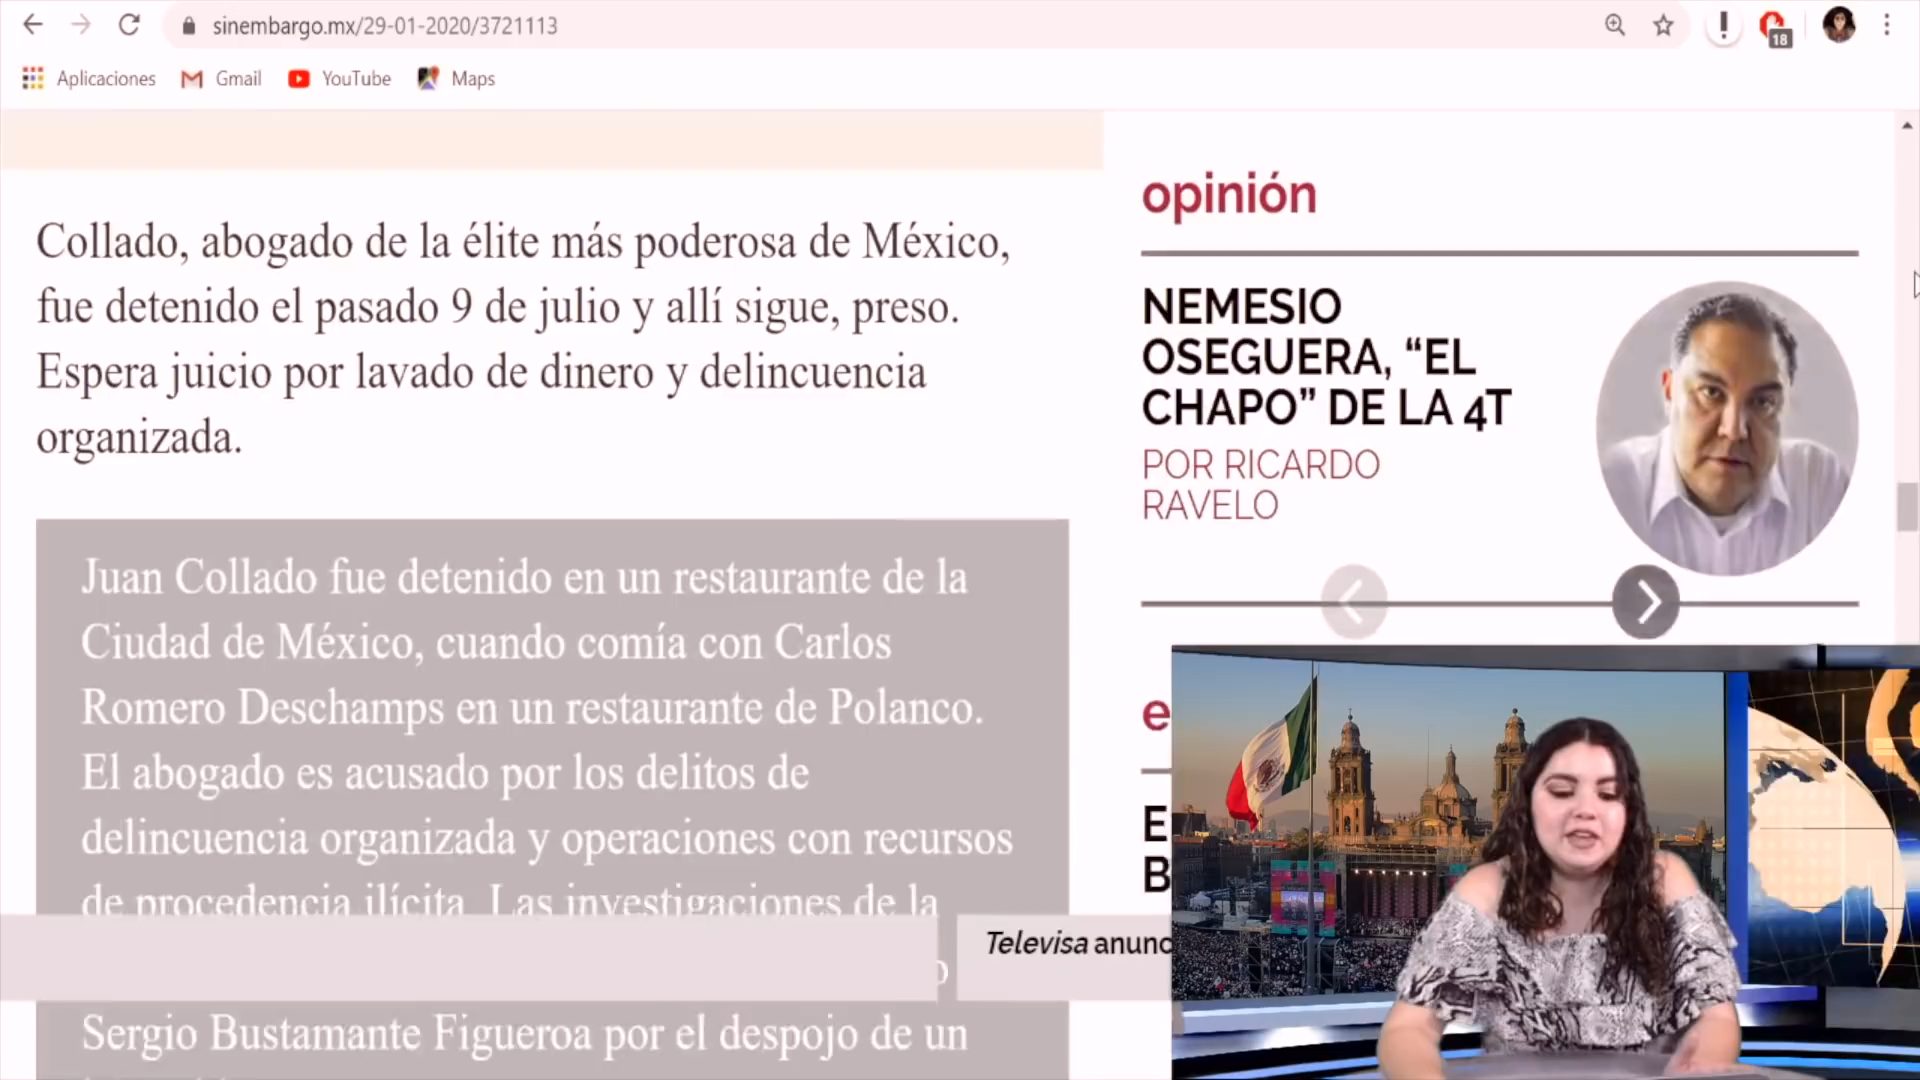 sinembargo.mx/29-01-2020/3721113
18
Aplicaciones
Gmail
YouTube
Maps
Collado, abogado de la élite más poderosa de México,
fue detenido el pasado 9 de julio y allí sigue, preso.
Espera juicio por lavado de dinero y delincuencia
organizada.
Juan Collado fue detenido en un restaurante de la
Ciudad de México, cuando comía con Carlos
Romero Deschamps en un restaurante de Polanco.
El abogado es acusado por los delitos de
delincuencia organizada y operaciones con recursos
de procedencia ilícita. Las investigaciones de la
Sergio Bustamante Figueroa por el despojo de un
opinión
NEMESIO
OSEGUERA, “EL
CHAPO” DE LA 4T
POR RICARDO
RAVELO
e
E
B
Televisa anunc